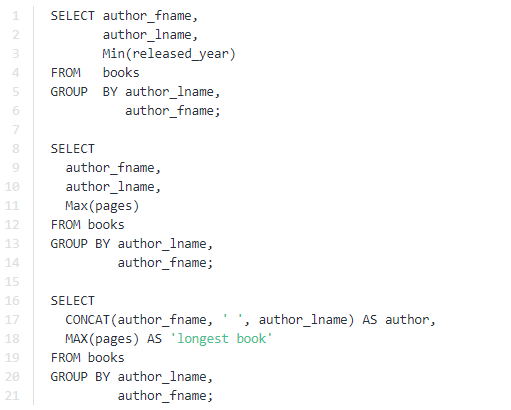 1 SELECT author_fname,
2        author_lname,
3        Min(released_year)
4 FROM   books
5 GROUP  BY author_lname,
6           author_fname;
7
8 SELECT
9   author_fname,
10   author_lname,
11   Max(pages)
12 FROM books
13 GROUP BY author_lname,
14          author_fname;
15
16 SELECT
17   CONCAT(author_fname, ' ', author_lname) AS author,
18   MAX(pages) AS 'longest book'
19 FROM books
20 GROUP BY author_lname,
21          author_fname;